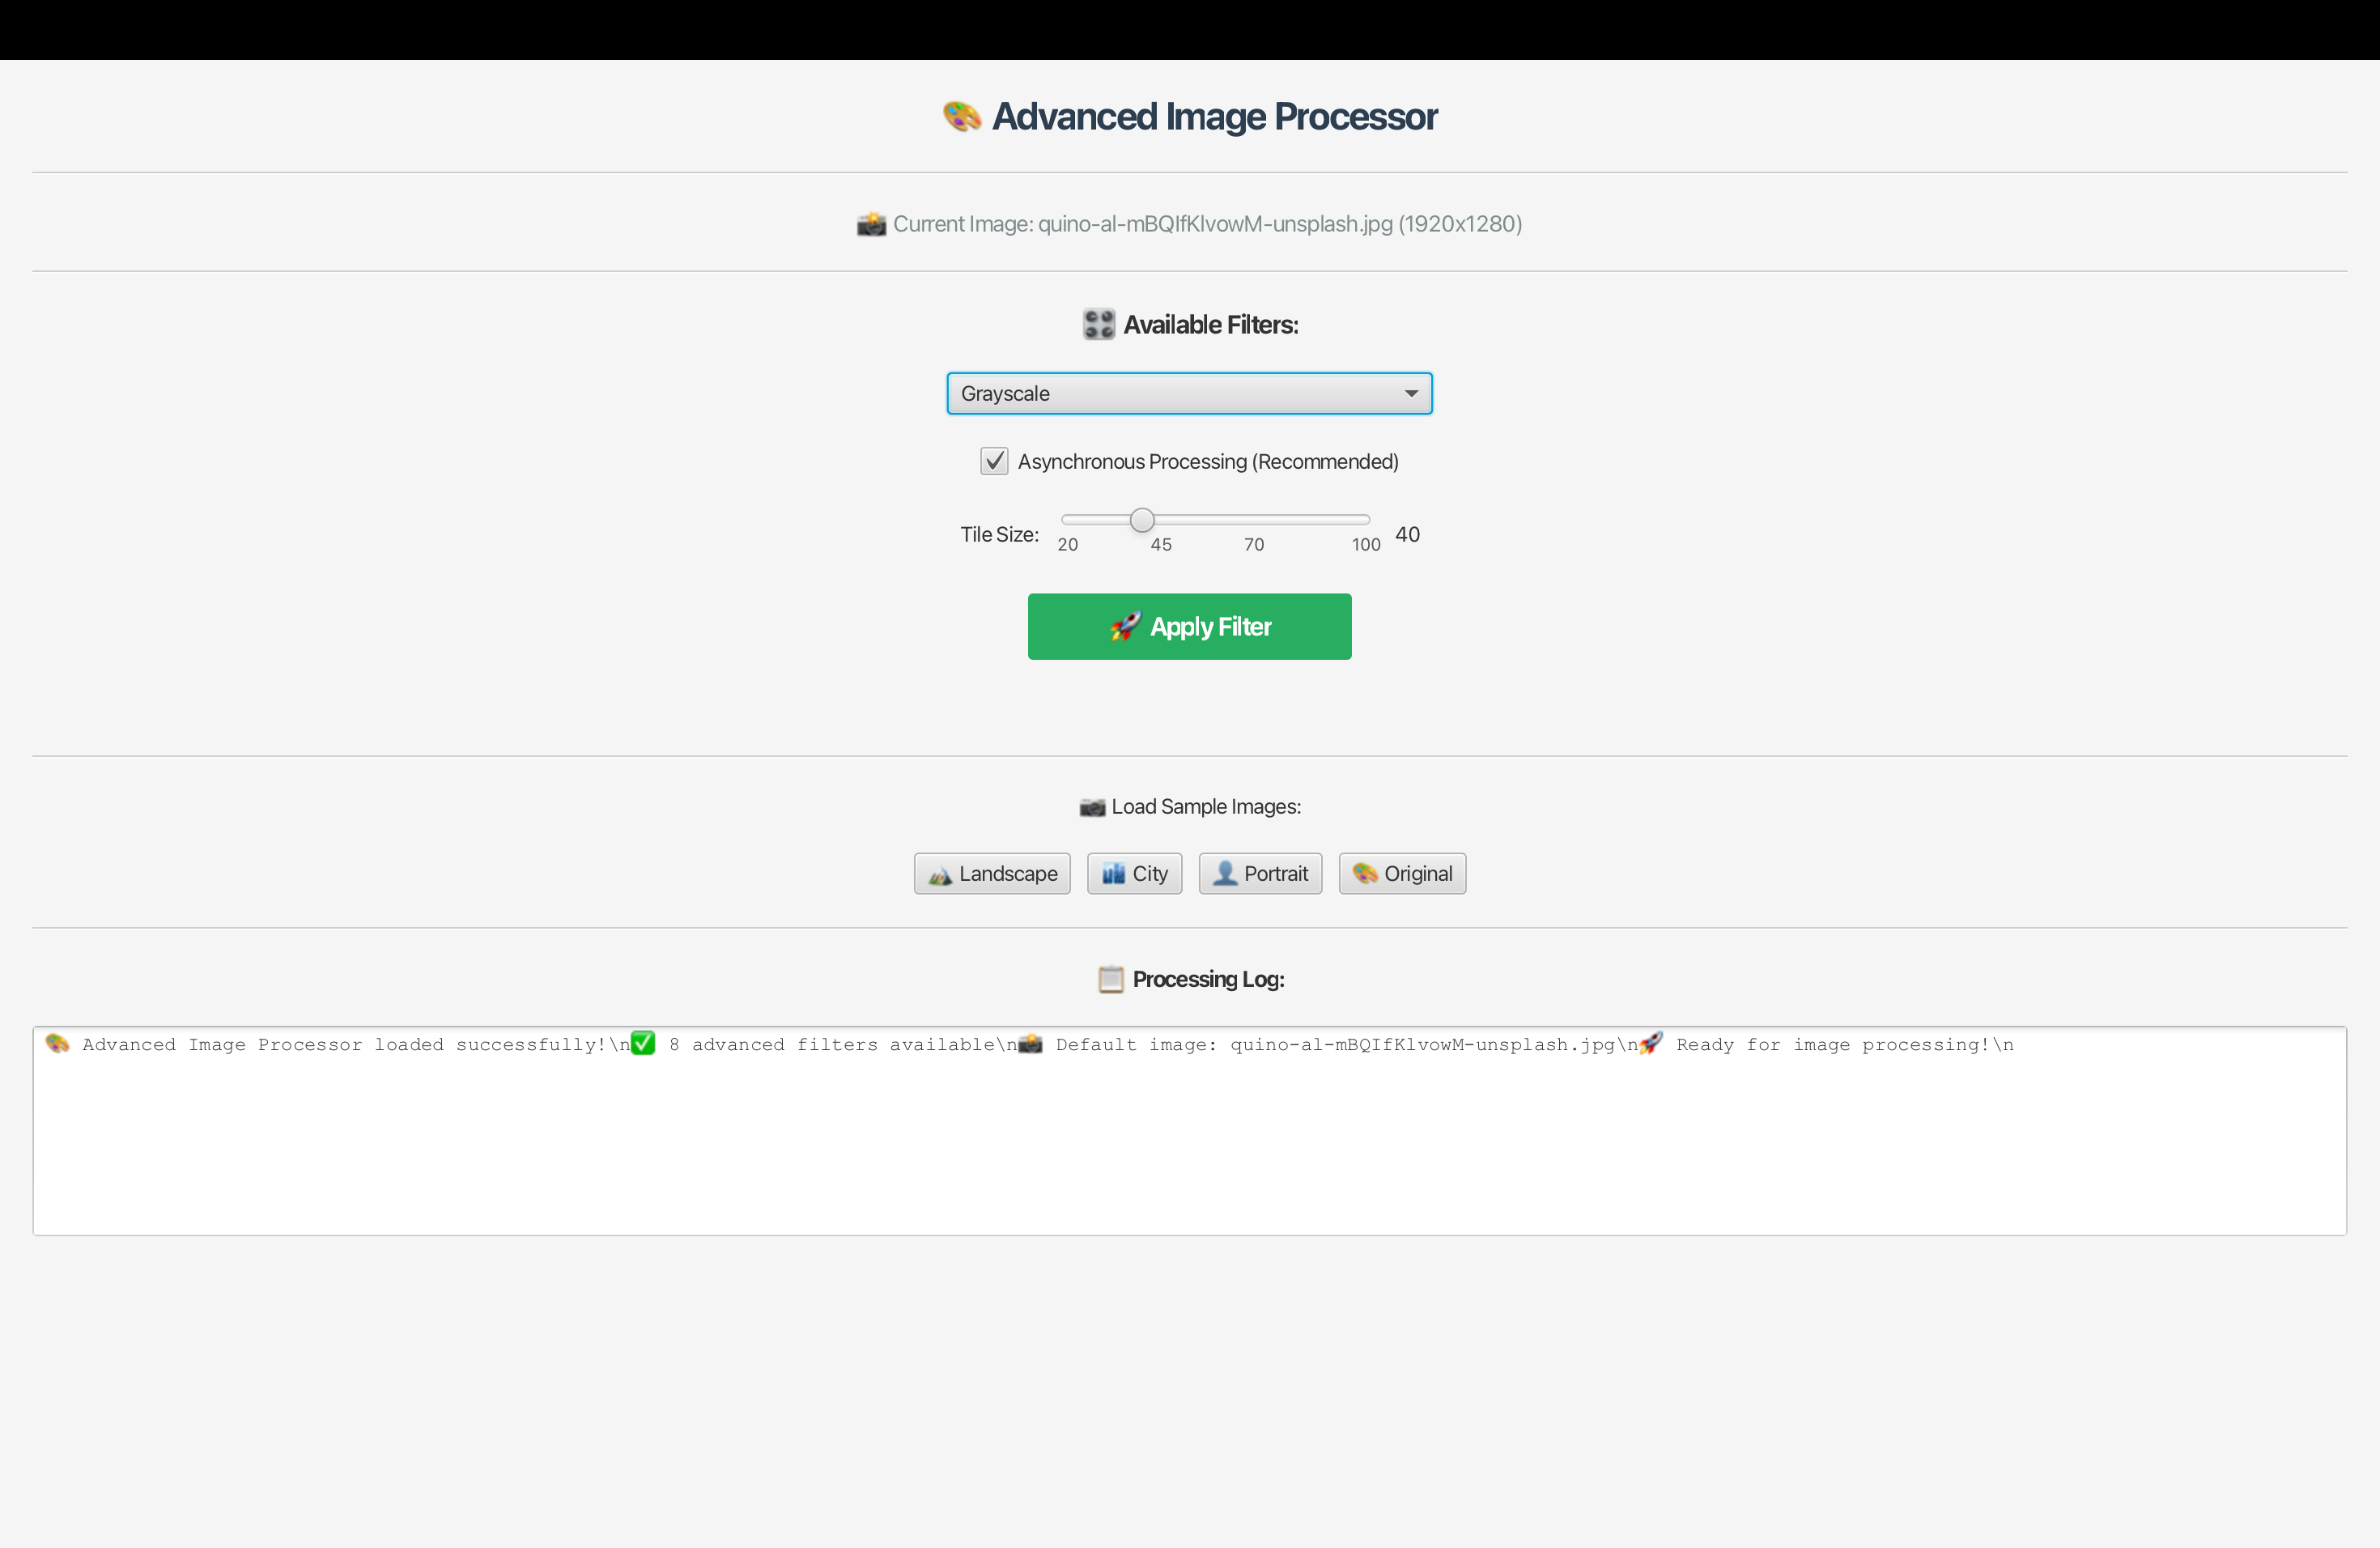 🎨 Advanced Image Processor
📸 Current Image: quino-al-mBQIfKlvowM-unsplash.jpg (1920x1280)
🎛️ Available Filters:
Grayscale
Asynchronous Processing (Recommended)
Tile Size: 20 45 70 100 40
🚀 Apply Filter
📷 Load Sample Images:
🏔️ Landscape 🏙️ City 👤 Portrait 🎨 Original
📋 Processing Log:
🎨 Advanced Image Processor loaded successfully!\n✅ 8 advanced filters available\n📸 Default image: quino-al-mBQIfKlvowM-unsplash.jpg\n🚀 Ready for image processing!\n